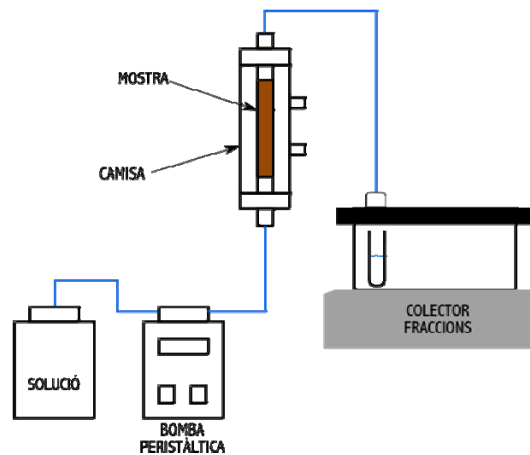 MOSTRA
CAMISA
SOLUCIÓ
BOMBA
PERISTÀLTICA
COLECTOR
FRACCIONS